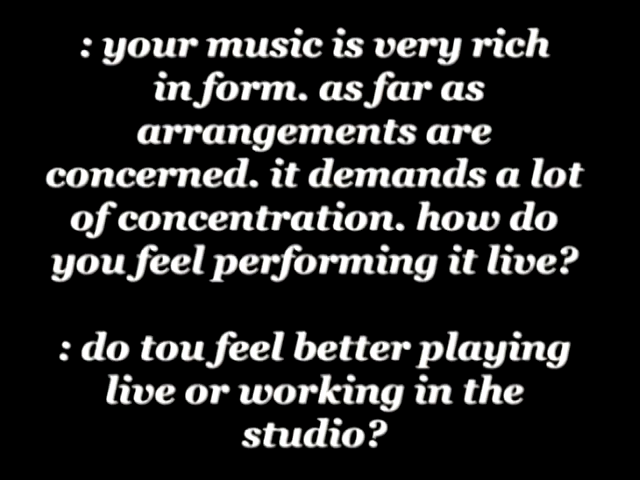 : your music is very rich
in form. as far as
arrangements are
concerned. it demands a lot
of concentration. how do
you feel performing it live?
: do tou feel better playing
live or working in the
studio?